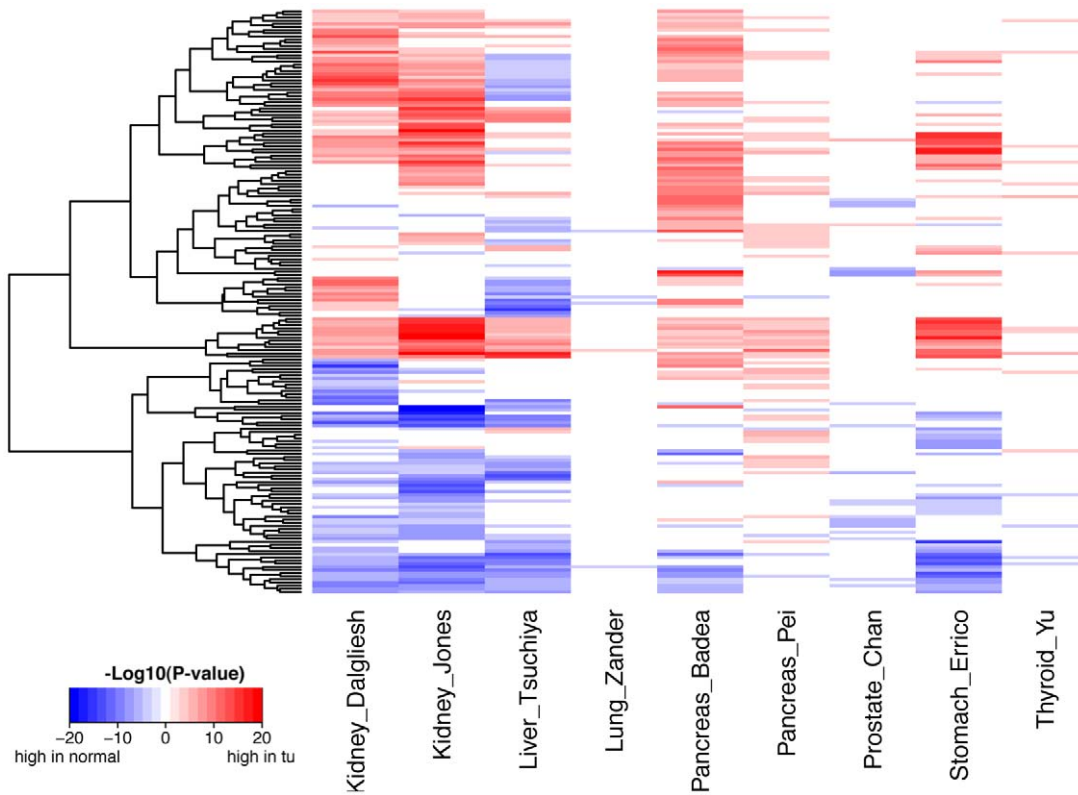 Kidney_Dalgliesh
Kidney_Jones
Liver_Tsuchiya
Lung_Zander
Pancreas_Badea
Pancreas_Pei
Prostate_Chan
Stomach_Errico
Thyroid_Yu
-Log10(P-value)
−20 −10 0 10 20
high in normal high in tu